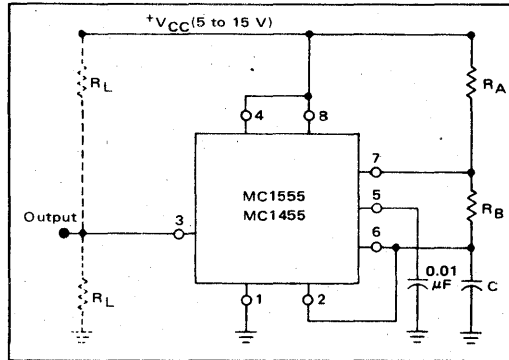 +VCC(5 to 15 V)
RL
RA
4
8
7
MC1555
MC1455
5
RB
Output
3
6
0.01
μF
C
RL
1
2